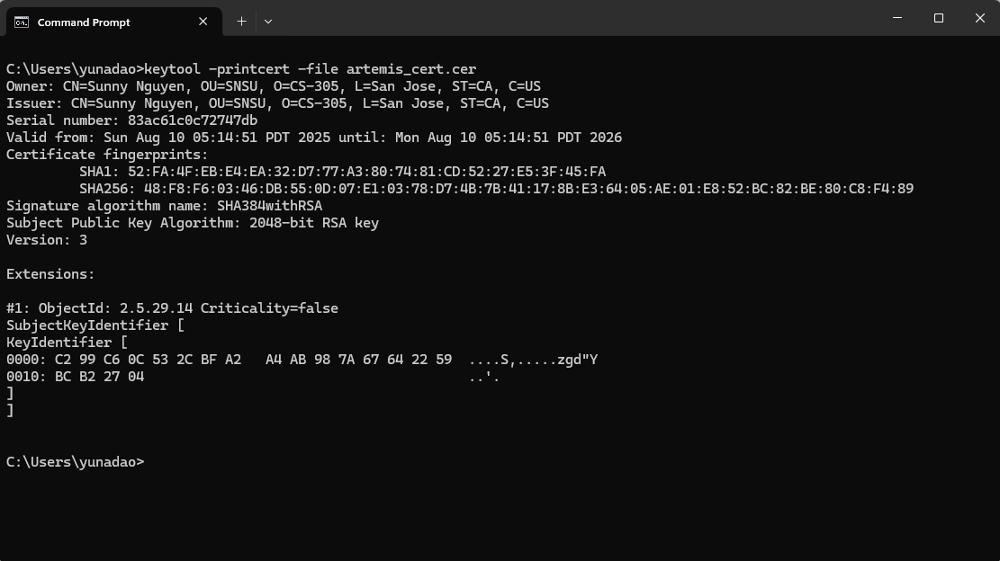 Command Prompt
C:\Users\yunadao>keytool -printcert -file artemis_cert.cer
Owner: CN=Sunny Nguyen, OU=SNSU, O=CS-305, L=San Jose, ST=CA, C=US
Issuer: CN=Sunny Nguyen, OU=SNSU, O=CS-305, L=San Jose, ST=CA, C=US
Serial number: 83ac61c0c72747db
Valid from: Sun Aug 10 05:14:51 PDT 2025 until: Mon Aug 10 05:14:51 PDT 2026
Certificate fingerprints:
         SHA1: 52:FA:4F:EB:E4:EA:32:D7:77:A3:80:74:81:CD:52:27:E5:3F:45:FA
         SHA256: 48:F8:F6:03:46:DB:55:0D:07:E1:03:78:D7:4B:7B:41:17:8B:E3:64:05:AE:01:E8:52:BC:82:BE:80:C8:F4:89
Signature algorithm name: SHA384withRSA
Subject Public Key Algorithm: 2048-bit RSA key
Version: 3
Extensions:
#1: ObjectId: 2.5.29.14 Criticality=false
SubjectKeyIdentifier [
KeyIdentifier [
0000: C2 99 C6 0C 53 2C BF A2   A4 AB 98 7A 67 64 22 59  ....S,.....zgd"Y
0010: BC B2 27 04                                        ..'.
]
]
C:\Users\yunadao>